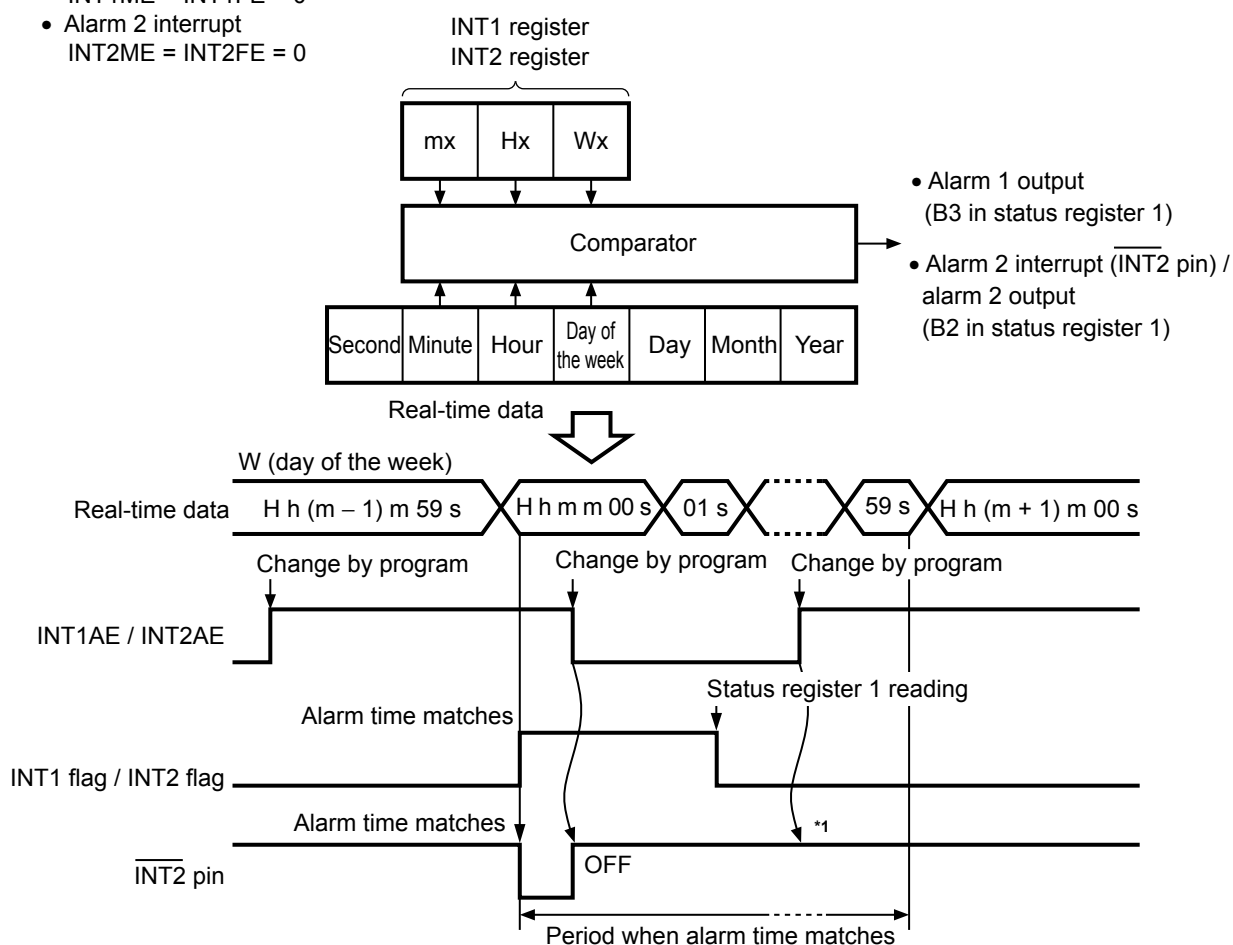 • Alarm 2 interrupt
INT2ME = INT2FE = 0
INT1 register
INT2 register
mx Hx Wx
Comparator
• Alarm 1 output
(B3 in status register 1)
• Alarm 2 interrupt (INT2 pin) /
alarm 2 output
(B2 in status register 1)
Second Minute Hour Day of the week Day Month Year
Real-time data
W (day of the week)
Real-time data H h (m − 1) m 59 s H h m m 00 s 01 s 59 s H h (m + 1) m 00 s
Change by program Change by program Change by program
INT1AE / INT2AE
Status register 1 reading
Alarm time matches
INT1 flag / INT2 flag
Alarm time matches *1
OFF
INT2 pin
Period when alarm time matches